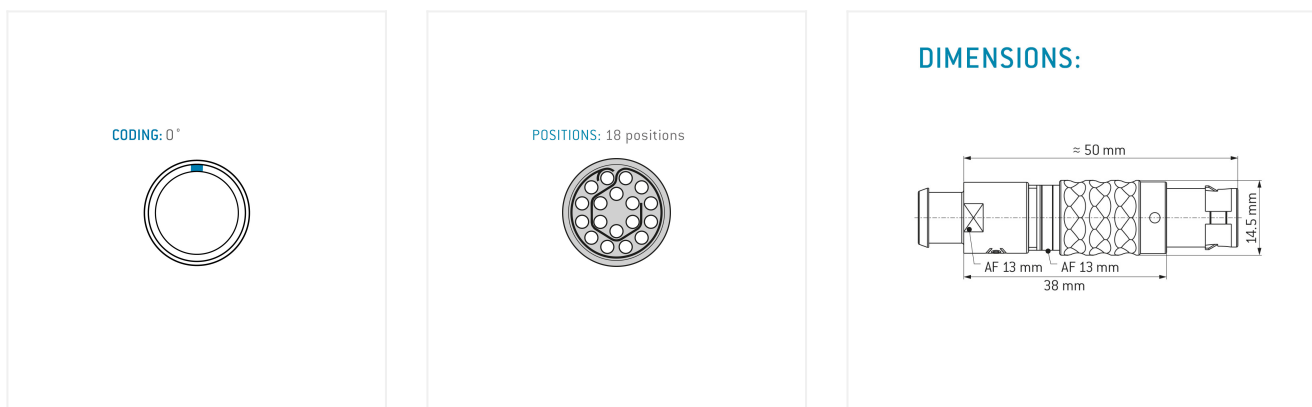 CODING: 0°
POSITIONS: 18 positions
DIMENSIONS:
≈ 50 mm
14.5 mm
AF 13 mm
AF 13 mm
38 mm